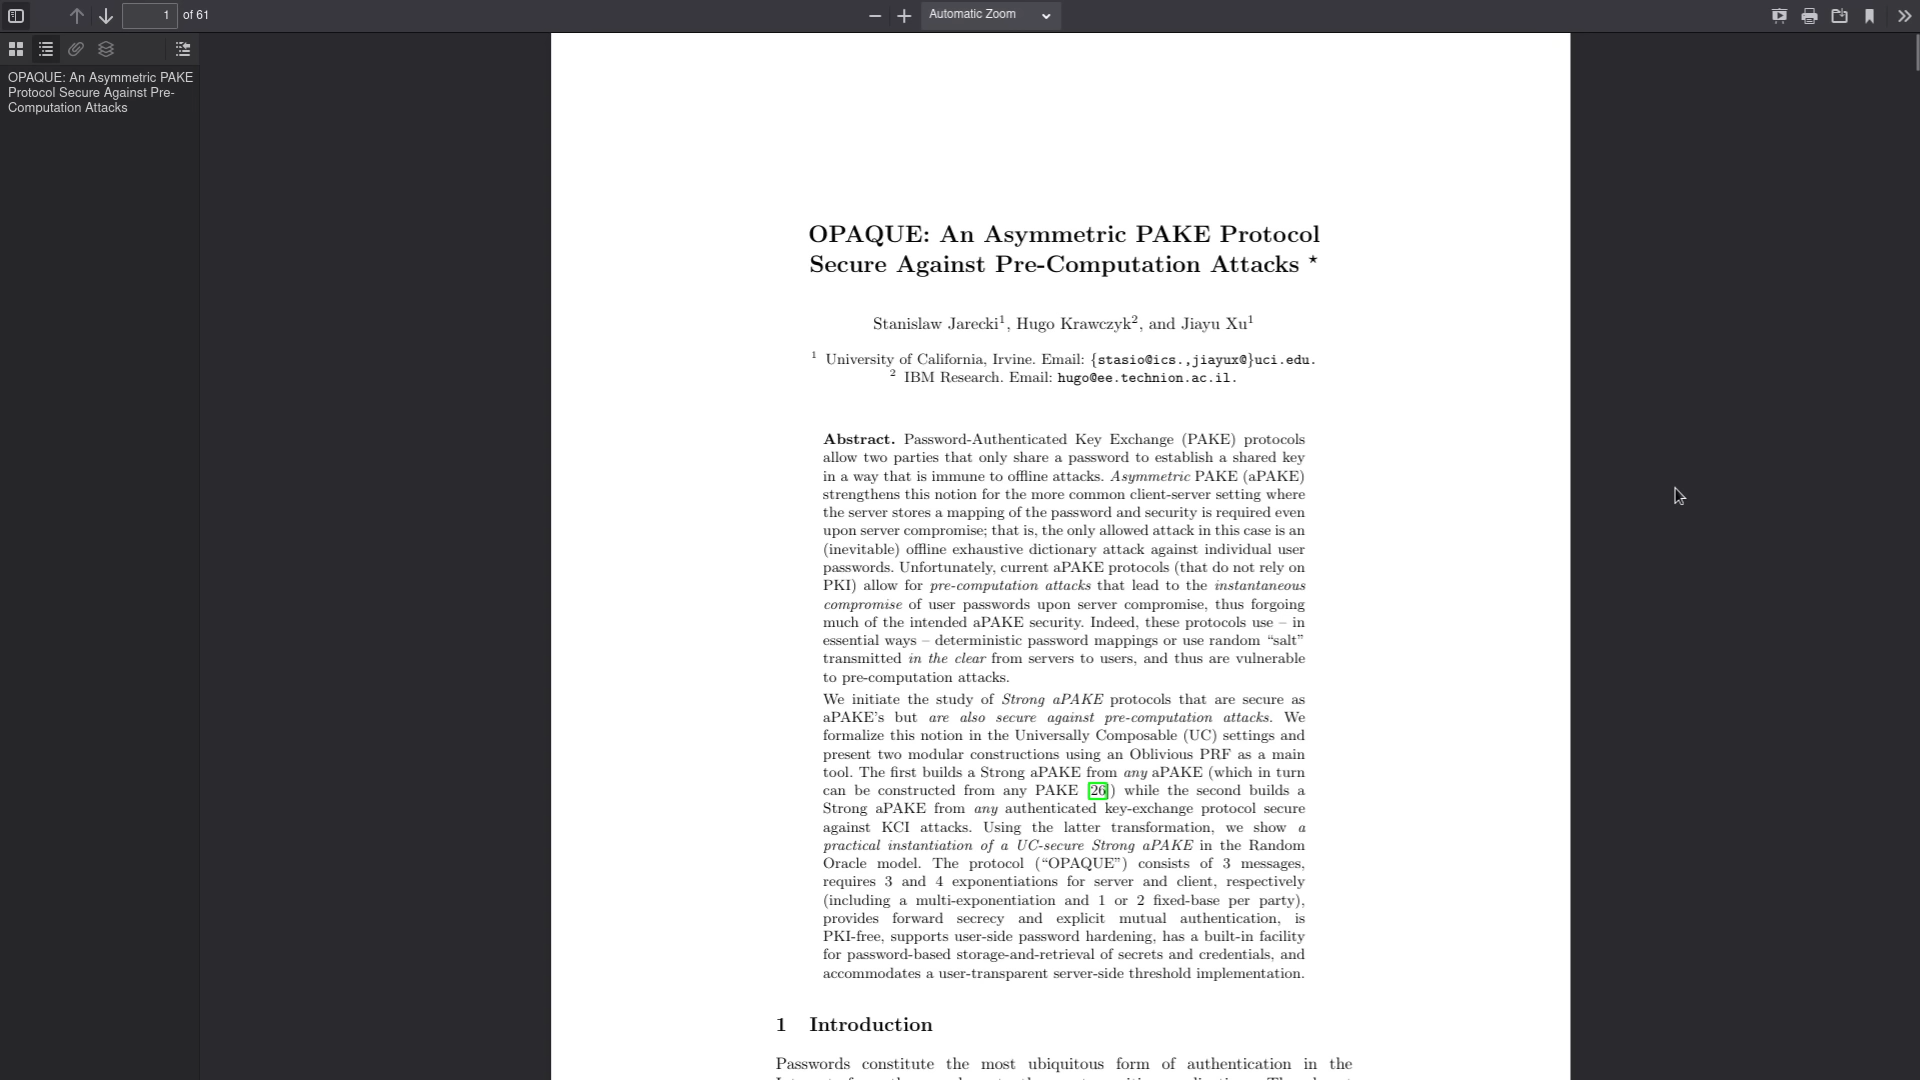 1 of 61
Automatic Zoom
OPAQUE: An Asymmetric PAKE
Protocol Secure Against Pre-
Computation Attacks
OPAQUE: An Asymmetric PAKE Protocol
Secure Against Pre-Computation Attacks ⋆
Stanislaw Jarecki¹, Hugo Krawczyk², and Jiayu Xu¹
¹ University of California, Irvine. Email: {stasio@ics.,jiayux@}uci.edu.
² IBM Research. Email: hugo@ee.technion.ac.il.
Abstract. Password-Authenticated Key Exchange (PAKE) protocols
allow two parties that only share a password to establish a shared key
in a way that is immune to offline attacks. Asymmetric PAKE (aPAKE)
strengthens this notion for the more common client-server setting where
the server stores a mapping of the password and security is required even
upon server compromise; that is, the only allowed attack in this case is an
(inevitable) offline exhaustive dictionary attack against individual user
passwords. Unfortunately, current aPAKE protocols (that do not rely on
PKI) allow for pre-computation attacks that lead to the instantaneous
compromise of user passwords upon server compromise, thus forgoing
much of the intended aPAKE security. Indeed, these protocols use – in
essential ways – deterministic password mappings or use random “salt”
transmitted in the clear from servers to users, and thus are vulnerable
to pre-computation attacks.
We initiate the study of Strong aPAKE protocols that are secure as
aPAKE's but are also secure against pre-computation attacks. We
formalize this notion in the Universally Composable (UC) settings and
present two modular constructions using an Oblivious PRF as a main
tool. The first builds a Strong aPAKE from any aPAKE (which in turn
can be constructed from any PAKE [26]) while the second builds a
Strong aPAKE from any authenticated key-exchange protocol secure
against KCI attacks. Using the latter transformation, we show a
practical instantiation of a UC-secure Strong aPAKE in the Random
Oracle model. The protocol (“OPAQUE”) consists of 3 messages,
requires 3 and 4 exponentiations for server and client, respectively
(including a multi-exponentiation and 1 or 2 fixed-base per party),
provides forward secrecy and explicit mutual authentication, is
PKI-free, supports user-side password hardening, has a built-in facility
for password-based storage-and-retrieval of secrets and credentials, and
accommodates a user-transparent server-side threshold implementation.
1 Introduction
Passwords constitute the most ubiquitous form of authentication in the